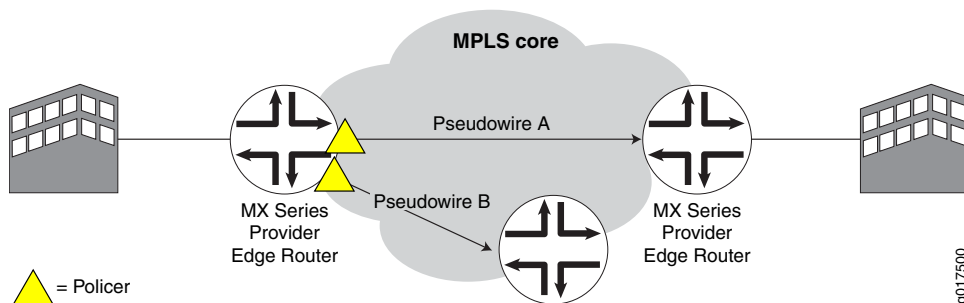 MPLS core
Pseudowire A
Pseudowire B
MX Series
Provider
Edge Router
MX Series
Provider
Edge Router
= Policer
g017500